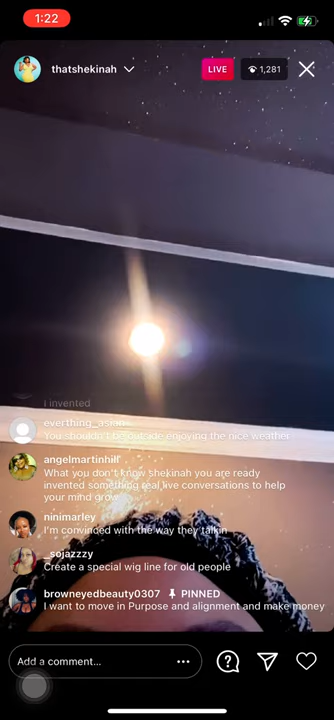 1:22
thatshekinah
LIVE
1,281
I invented
everthing_asian
You shouldn't be outside enjoying the nice weather
angelmartinhill
What you don't know shekinah you are ready
invented something real live conversations to help
your mind grow
ninimarley
I'm convinced with the way they talkin
_sojazzzy
Create a special wig line for old people
browneyedbeauty0307 PINNED
I want to move in Purpose and alignment and make money
Add a comment...